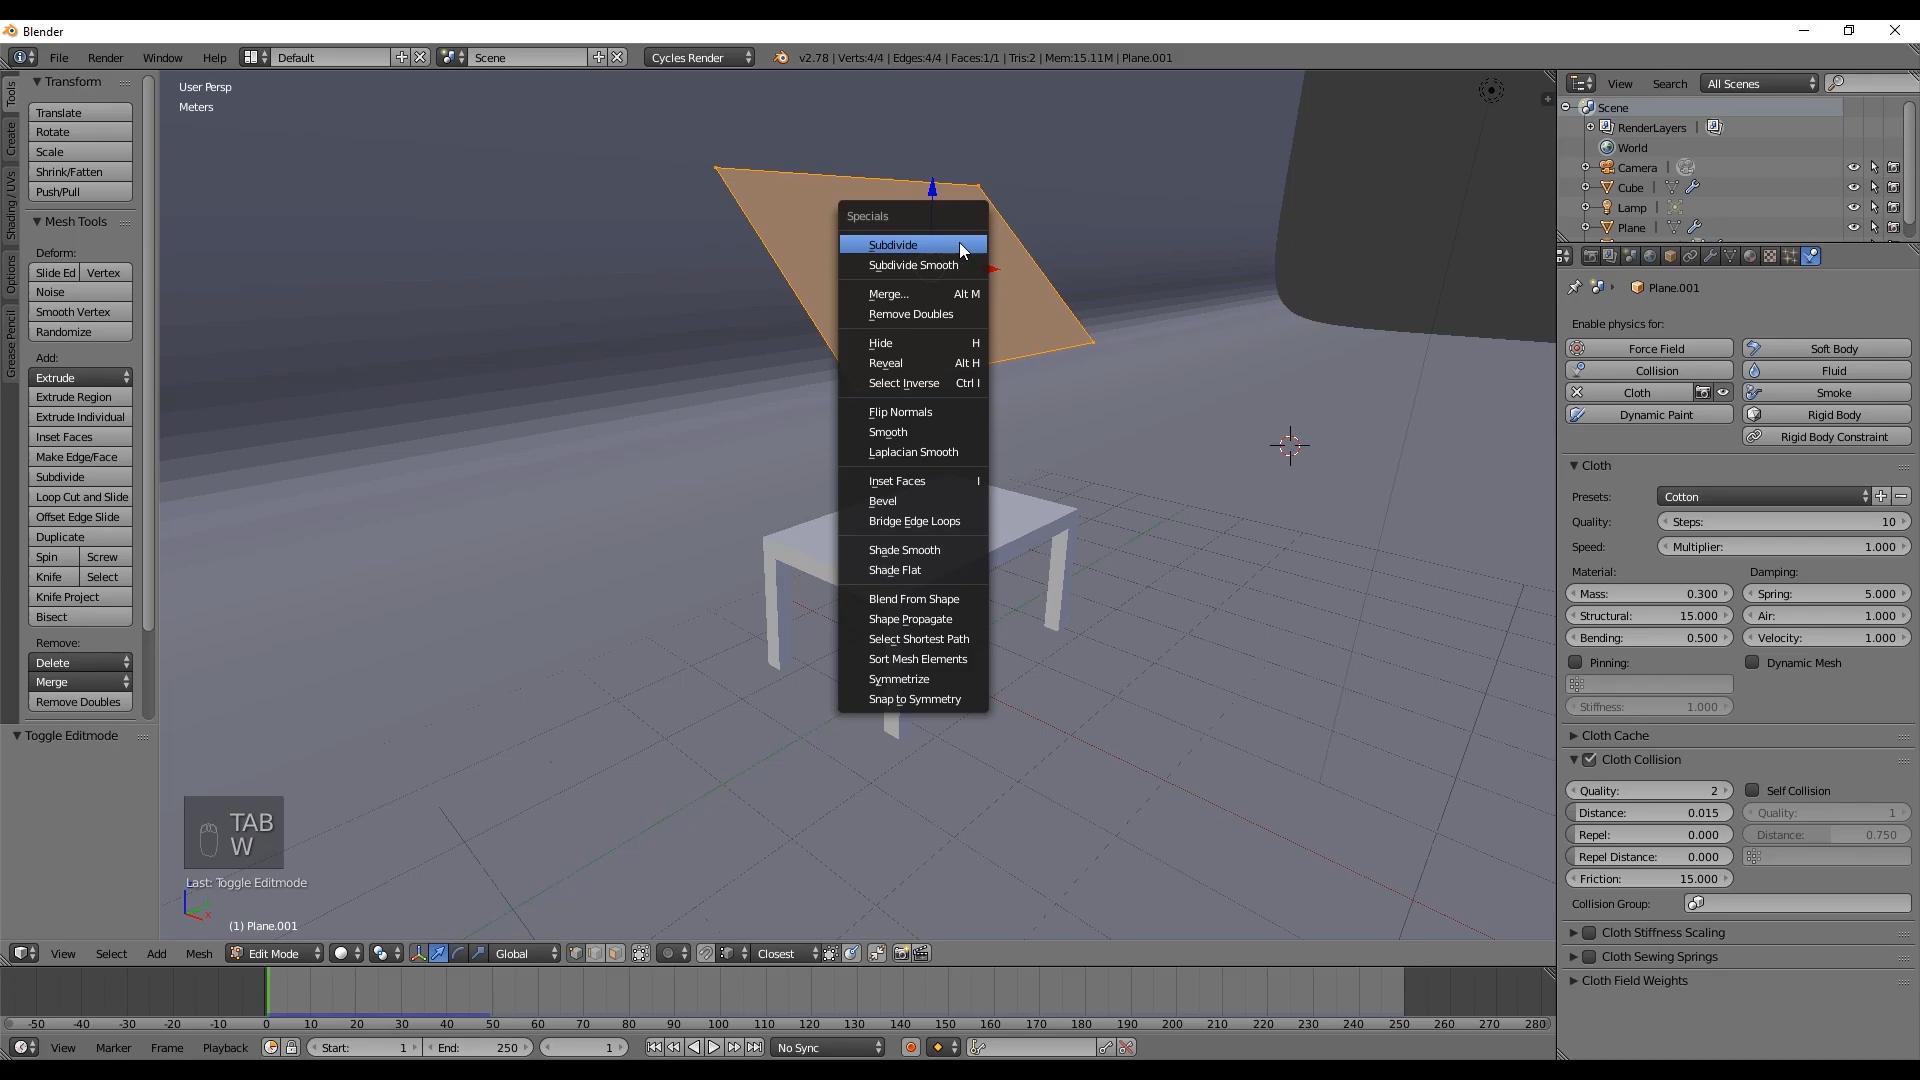 Blender
File Render Window Help Default Scene Cycles Render v2.78 | Verts:4/4 | Edges:4/4 | Faces:1/1 | Tris:2 | Mem:15.11M | Plane.001
Tools
Create
Shading / UVs
Options
Grease Pencil
Transform
Translate
Rotate
Scale
Shrink/Fatten
Push/Pull
Mesh Tools
Deform:
Slide Ed Vertex
Noise
Smooth Vertex
Randomize
Add:
Extrude
Extrude Region
Extrude Individual
Inset Faces
Make Edge/Face
Subdivide
Loop Cut and Slide
Offset Edge Slide
Duplicate
Spin Screw
Knife Select
Knife Project
Bisect
Remove:
Delete
Merge
Remove Doubles
Toggle Editmode
User Persp
Meters
Specials
Subdivide
Subdivide Smooth
Merge... Alt M
Remove Doubles
Hide H
Reveal Alt H
Select Inverse Ctrl I
Flip Normals
Smooth
Laplacian Smooth
Inset Faces I
Bevel
Bridge Edge Loops
Shade Smooth
Shade Flat
Blend From Shape
Shape Propagate
Select Shortest Path
Sort Mesh Elements
Symmetrize
Snap to Symmetry
TAB
W
Last: Toggle Editmode
(1) Plane.001
View Select Add Mesh Edit Mode Global Closest
-50 -40 -30 -20 -10 0 10 20 30 40 50 60 70 80 90 100 110 120 130 140 150 160 170 180 190 200 210 220 230 240 250 260 270 280
View Marker Frame Playback Start: 1 End: 250 1 No Sync
View Search All Scenes
Scene
RenderLayers |
World
Camera |
Cube |
Lamp |
Plane |
Plane.001
Enable physics for:
Force Field Soft Body
Collision Fluid
Cloth Smoke
Dynamic Paint Rigid Body
Rigid Body Constraint
Cloth
Presets: Cotton
Quality: Steps: 10
Speed: Multiplier: 1.000
Material: Damping:
Mass: 0.300 Spring: 5.000
Structural: 15.000 Air: 1.000
Bending: 0.500 Velocity: 1.000
Pinning: Dynamic Mesh
Stiffness: 1.000
Cloth Cache
Cloth Collision
Quality: 2 Self Collision
Distance: 0.015 Quality: 1
Repel: 0.000 Distance: 0.750
Repel Distance: 0.000
Friction: 15.000
Collision Group:
Cloth Stiffness Scaling
Cloth Sewing Springs
Cloth Field Weights